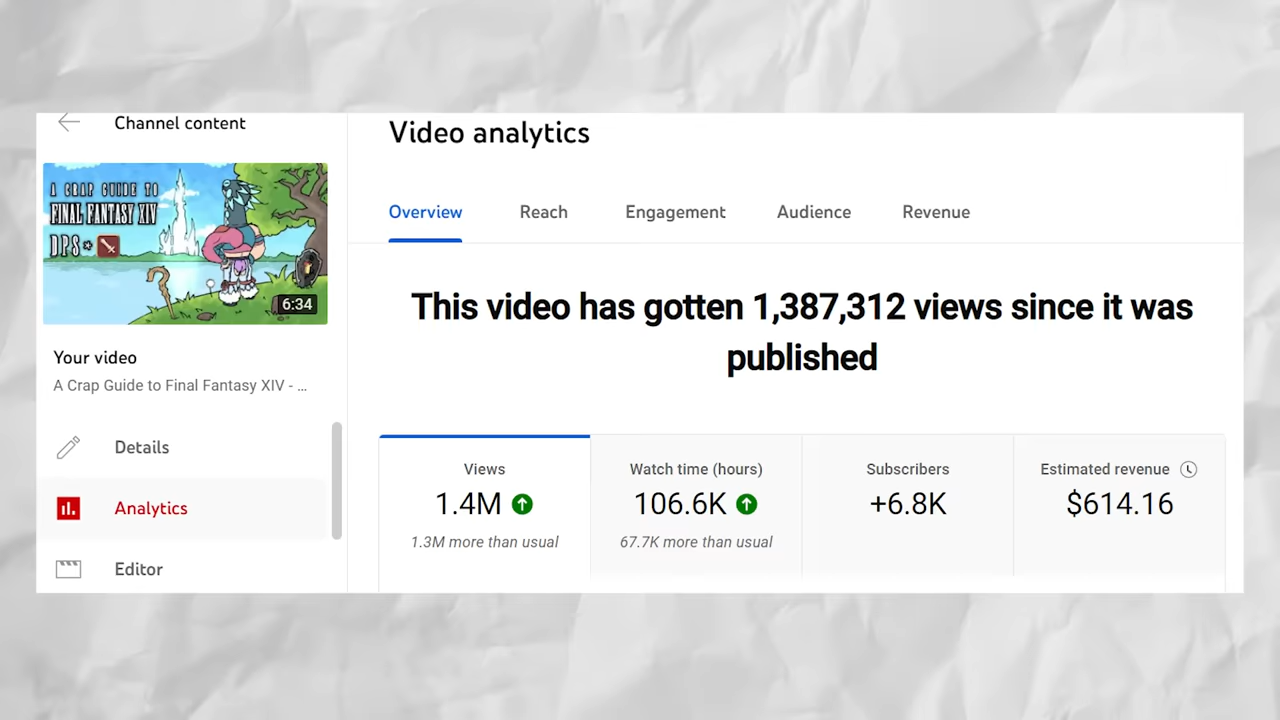 Channel content
A CRAP GUIDE TO
FINAL FANTASY XIV
DPS*
6:34
Your video
A Crap Guide to Final Fantasy XIV - ...
Details
Analytics
Editor
Video analytics
Overview Reach Engagement Audience Revenue
This video has gotten 1,387,312 views since it was
published
Views
1.4M
1.3M more than usual
Watch time (hours)
106.6K
67.7K more than usual
Subscribers
+6.8K
Estimated revenue
$614.16